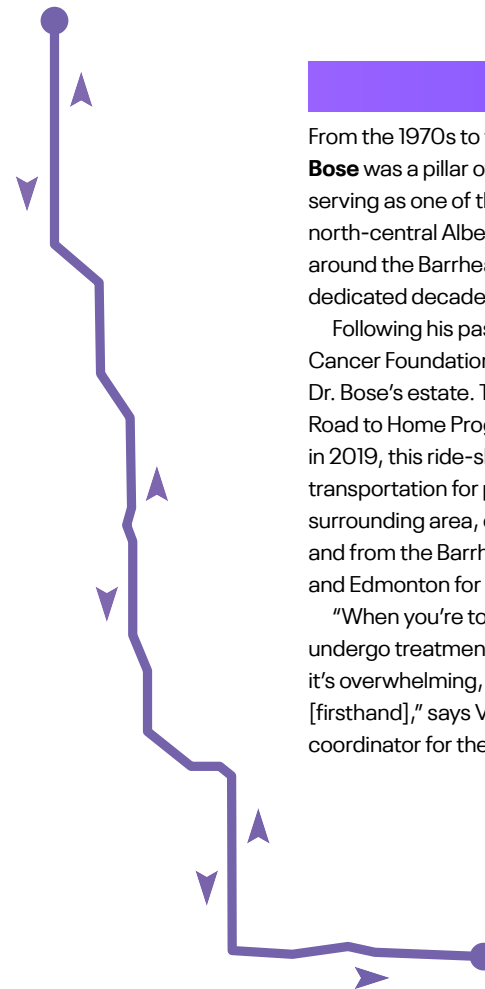 From the 1970s to
Bose was a pillar o
serving as one of th
north-central Albe
around the Barrhea
dedicated decade
Following his pas
Cancer Foundation
Dr. Bose’s estate. T
Road to Home Prog
in 2019, this ride-sh
transportation for p
surrounding area, 
and from the Barrh
and Edmonton for
“When you’re to
undergo treatmen
it’s overwhelming,
[firsthand],” says V
coordinator for the